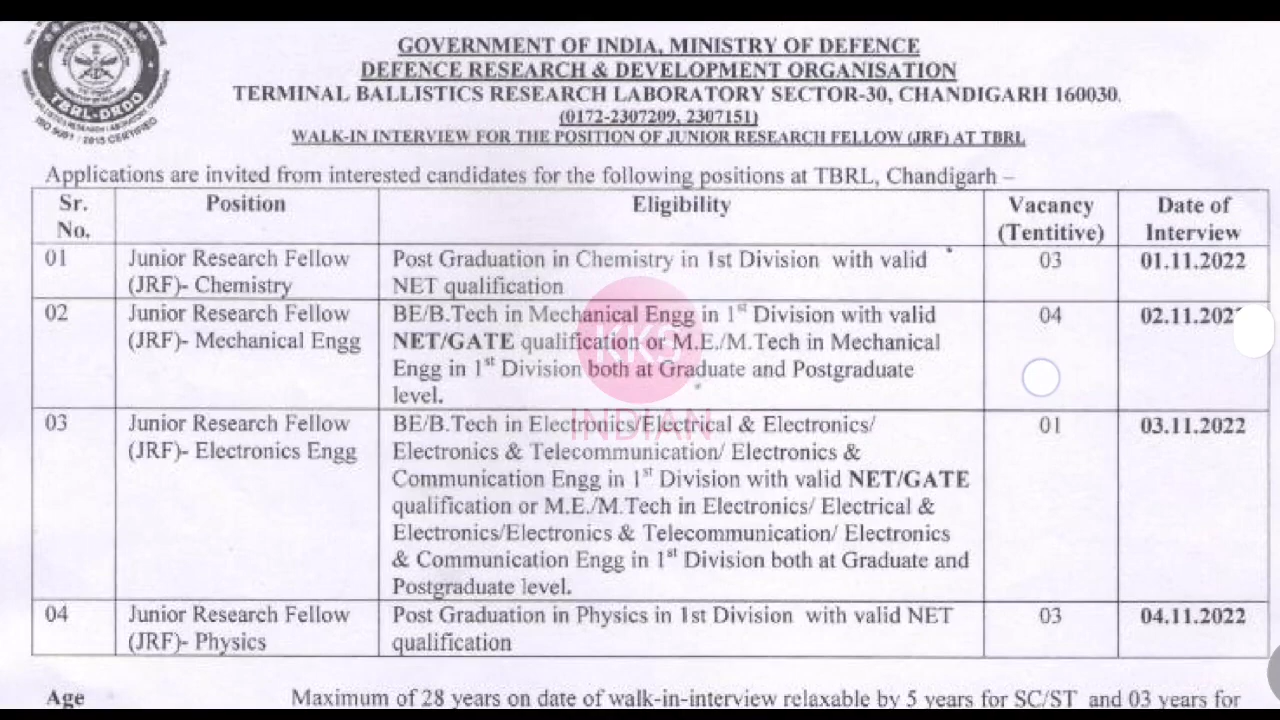 TBRL-DRDO
GOVERNMENT OF INDIA, MINISTRY OF DEFENCE
DEFENCE RESEARCH & DEVELOPMENT ORGANISATION
TERMINAL BALLISTICS RESEARCH LABORATORY SECTOR-30, CHANDIGARH 160030.
(0172-2307209, 2307151)
WALK-IN INTERVIEW FOR THE POSITION OF JUNIOR RESEARCH FELLOW (JRF) AT TBRL
Applications are invited from interested candidates for the following positions at TBRL, Chandigarh –
Sr. No. Position Eligibility Vacancy (Tentitive) Date of Interview
01 Junior Research Fellow (JRF)- Chemistry
Post Graduation in Chemistry in 1st Division with valid
NET qualification
03 01.11.2022
02 Junior Research Fellow (JRF)- Mechanical Engg
BE/B.Tech in Mechanical Engg in 1st Division with valid
NET/GATE qualification or M.E./M.Tech in Mechanical
Engg in 1st Division both at Graduate and Postgraduate
level.
04 02.11.202
03 Junior Research Fellow (JRF)- Electronics Engg
BE/B.Tech in Electronics/Electrical & Electronics/
Electronics & Telecommunication/ Electronics &
Communication Engg in 1st Division with valid NET/GATE
qualification or M.E./M.Tech in Electronics/ Electrical &
Electronics/Electronics & Telecommunication/ Electronics
& Communication Engg in 1st Division both at Graduate and
Postgraduate level.
01 03.11.2022
04 Junior Research Fellow (JRF)- Physics
Post Graduation in Physics in 1st Division with valid NET
qualification
03 04.11.2022
Age Maximum of 28 years on date of walk-in-interview relaxable by 5 years for SC/ST and 03 years for
KKS
INDIAN